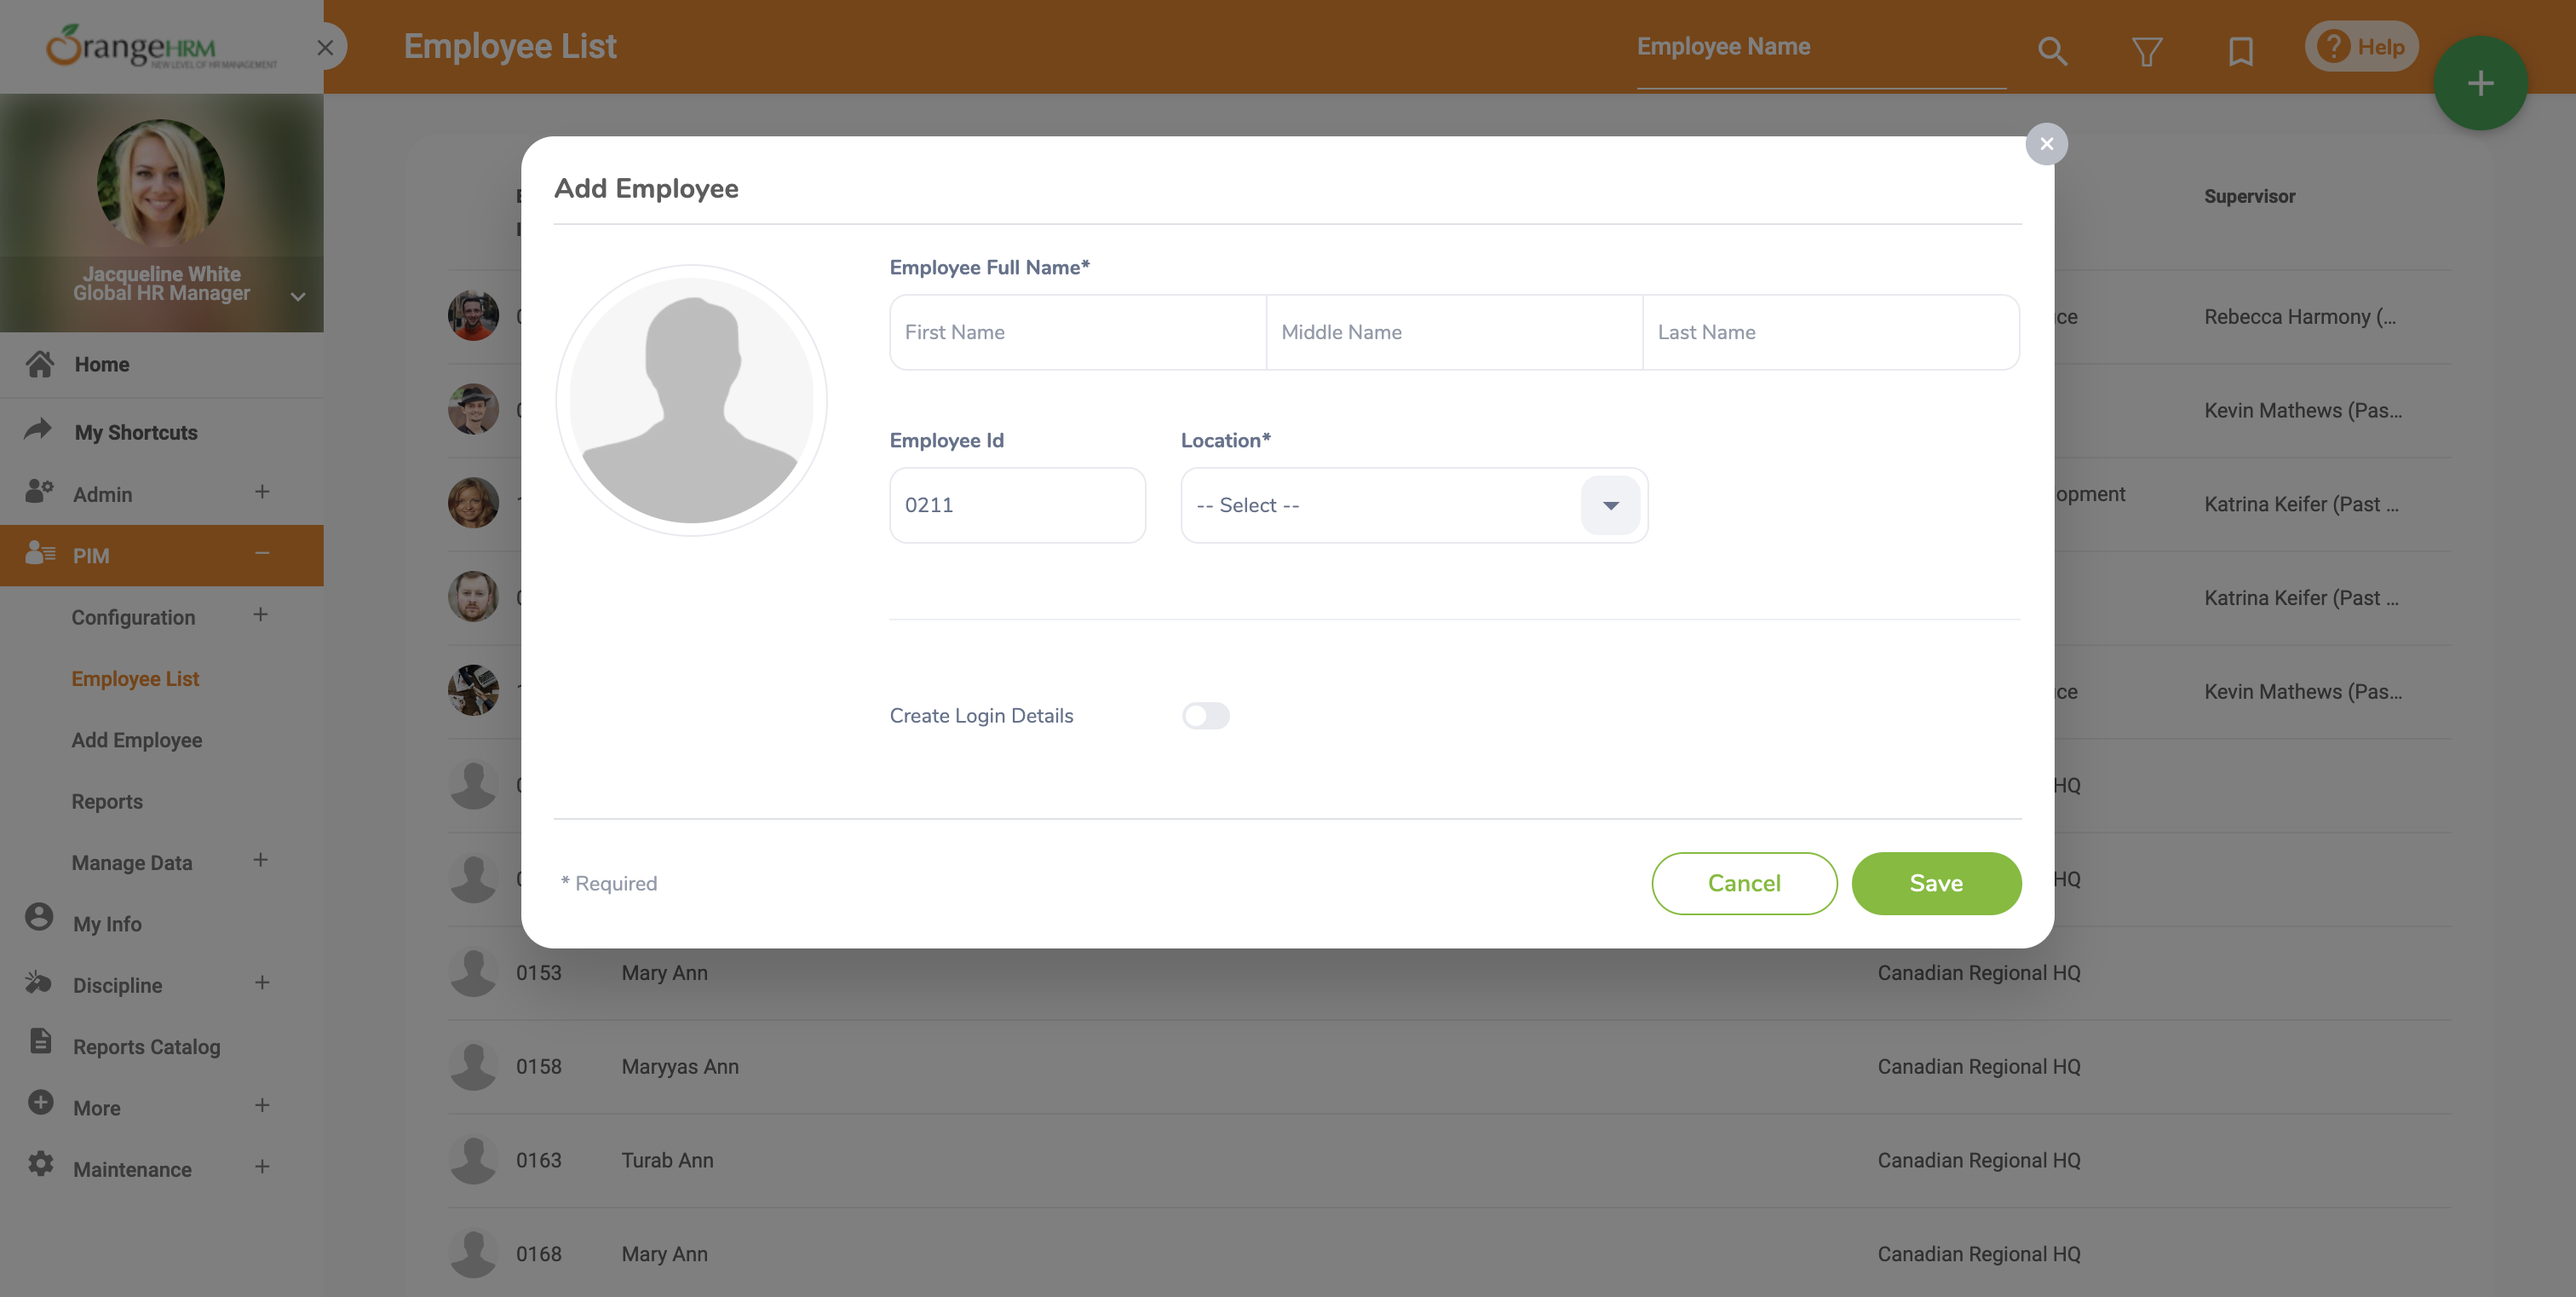 OrangeHRM
NEW LEVEL OF HR MANAGEMENT
Employee List
Employee Name
Help
Jacqueline White
Global HR Manager
Home
My Shortcuts
Admin
PIM
Configuration
Employee List
Add Employee
Reports
Manage Data
My Info
Discipline
Reports Catalog
More
Maintenance
Add Employee
Employee Full Name*
First Name Middle Name Last Name
Employee Id Location*
0211 -- Select --
Create Login Details
* Required
Cancel Save
Supervisor
Rebecca Harmony (...
Kevin Mathews (Pas...
Katrina Keifer (Past ...
Katrina Keifer (Past ...
Kevin Mathews (Pas...
HQ
HQ
0153 Mary Ann Canadian Regional HQ
0158 Maryyas Ann Canadian Regional HQ
0163 Turab Ann Canadian Regional HQ
0168 Mary Ann Canadian Regional HQ